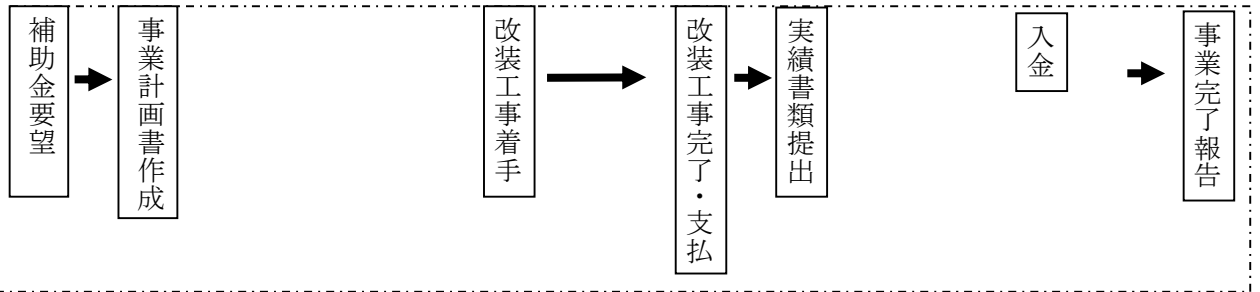 補助金要望
事業計画書作成
改装工事着手
改装工事完了・支払
実績書類提出
入金
事業完了報告